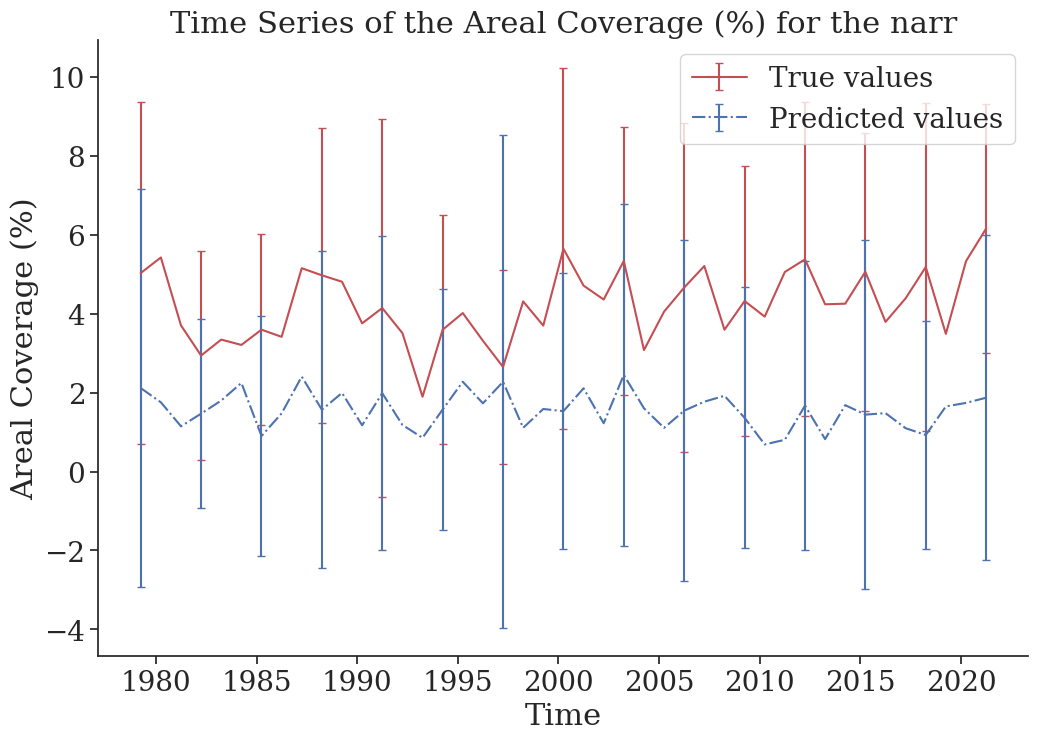 Time Series of the Areal Coverage (%) for the narr
True values
Predicted values
Areal Coverage (%)
10
8
6
4
2
0
−2
−4
1980 1985 1990 1995 2000 2005 2010 2015 2020
Time